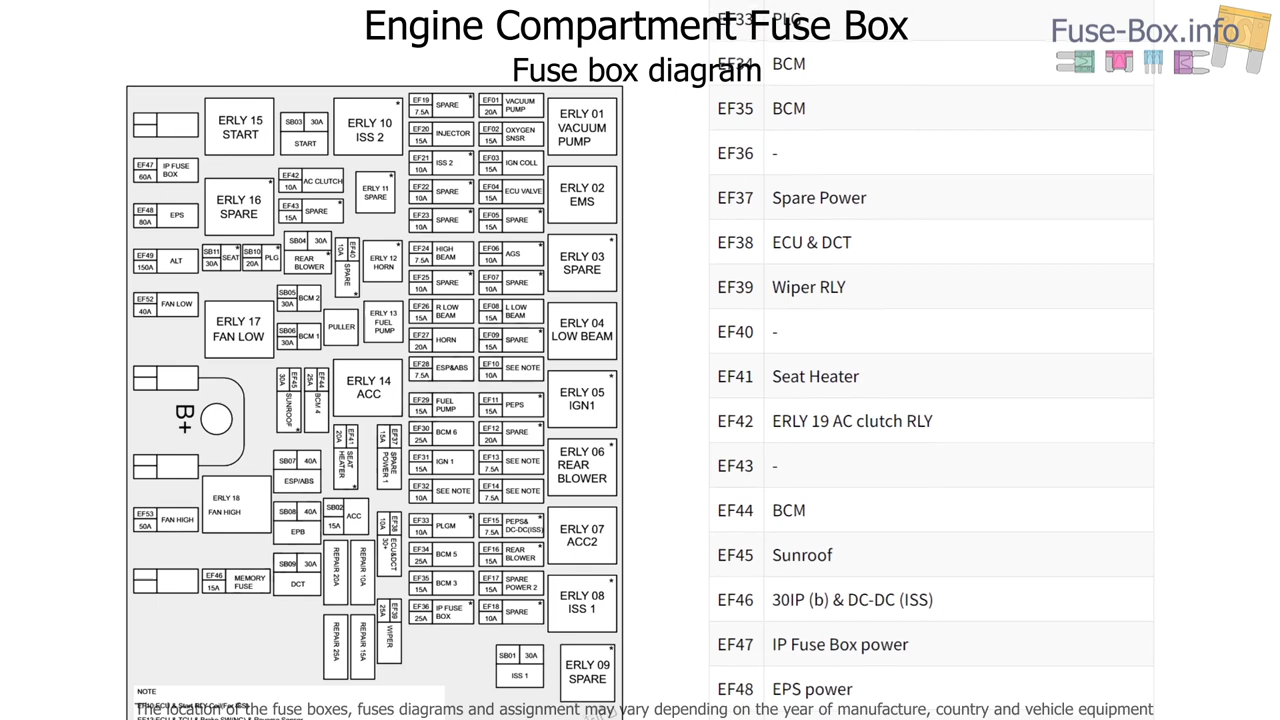 Engine Compartment Fuse Box
Fuse box diagram
Fuse-Box.info
EF47 IP FUSE BOX 60A
EF48 EPS 80A
EF49 ALT 150A
EF52 FAN LOW 40A
B+
EF53 FAN HIGH 50A
EF46 MEMORY FUSE 15A
ERLY 15 START
SB03 30A START
ERLY 10 ISS 2 *
ERLY 16 SPARE *
EF42 AC CLUTCH 10A
EF43 SPARE 15A *
ERLY 11 SPARE *
SB11 SEAT 30A *
SB10 PLG 20A *
SB04 30A REAR BLOWER *
EF40 10A SPARE *
ERLY 12 HORN *
SB05 BCM 2 30A
SB06 BCM 1 30A
ERLY 17 FAN LOW
PULLER
ERLY 13 FUEL PUMP
ERLY 14 ACC
EF45 30A SUNROOF *
EF44 25A BCM 4
EF41 20A SEAT HEATER *
EF37 15A SPARE POWER 1
SB07 40A ESP/ABS
ERLY 18 FAN HIGH
SB08 40A EPB
SB02 ACC 15A
EF38 10A ECU&DCT 30+
SB09 30A DCT
REPAIR 20A
REPAIR 10A
EF39 25A WIPER
REPAIR 25A
REPAIR 15A
EF19 SPARE 7.5A *
EF20 INJECTOR 15A
EF21 ISS 2 10A *
EF22 SPARE 10A *
EF23 SPARE 10A *
EF24 HIGH BEAM 7.5A
EF25 SPARE 10A *
EF26 R LOW BEAM 15A
EF27 HORN 20A
EF28 ESP&ABS 7.5A
EF29 FUEL PUMP 15A
EF30 BCM 6 25A
EF31 IGN 1 15A
EF32 SEE NOTE 10A
EF33 PLGM 10A *
EF34 BCM 5 25A
EF35 BCM 3 15A
EF36 IP FUSE BOX 25A
EF01 VACUUM PUMP 20A
EF02 OXYGEN SNSR 15A
EF03 IGN COLL 15A
EF04 ECU VALVE 15A
EF05 SPARE 15A *
EF06 AGS 10A *
EF07 SPARE 10A *
EF08 L LOW BEAM 15A
EF09 SPARE 15A *
EF10 SEE NOTE 10A
EF11 PEPS 15A *
EF12 SPARE 20A *
EF13 SEE NOTE 7.5A
EF14 SEE NOTE 7.5A
EF15 PEPS& DC-DC(ISS) 7.5A *
EF16 REAR BLOWER 15A *
EF17 SPARE POWER 2 15A
EF18 SPARE 10A *
SB01 30A ISS 1
ERLY 01 VACUUM PUMP
ERLY 02 EMS
ERLY 03 SPARE *
ERLY 04 LOW BEAM
ERLY 05 IGN1 *
ERLY 06 REAR BLOWER *
ERLY 07 ACC2
ERLY 08 ISS 1 *
ERLY 09 SPARE *
NOTE
EF33 PLG
EF34 BCM
EF35 BCM
EF36 -
EF37 Spare Power
EF38 ECU & DCT
EF39 Wiper RLY
EF40 -
EF41 Seat Heater
EF42 ERLY 19 AC clutch RLY
EF43 -
EF44 BCM
EF45 Sunroof
EF46 30IP (b) & DC-DC (ISS)
EF47 IP Fuse Box power
EF48 EPS power
The location of the fuse boxes, fuses diagrams and assignment may vary depending on the year of manufacture, country and vehicle equipment